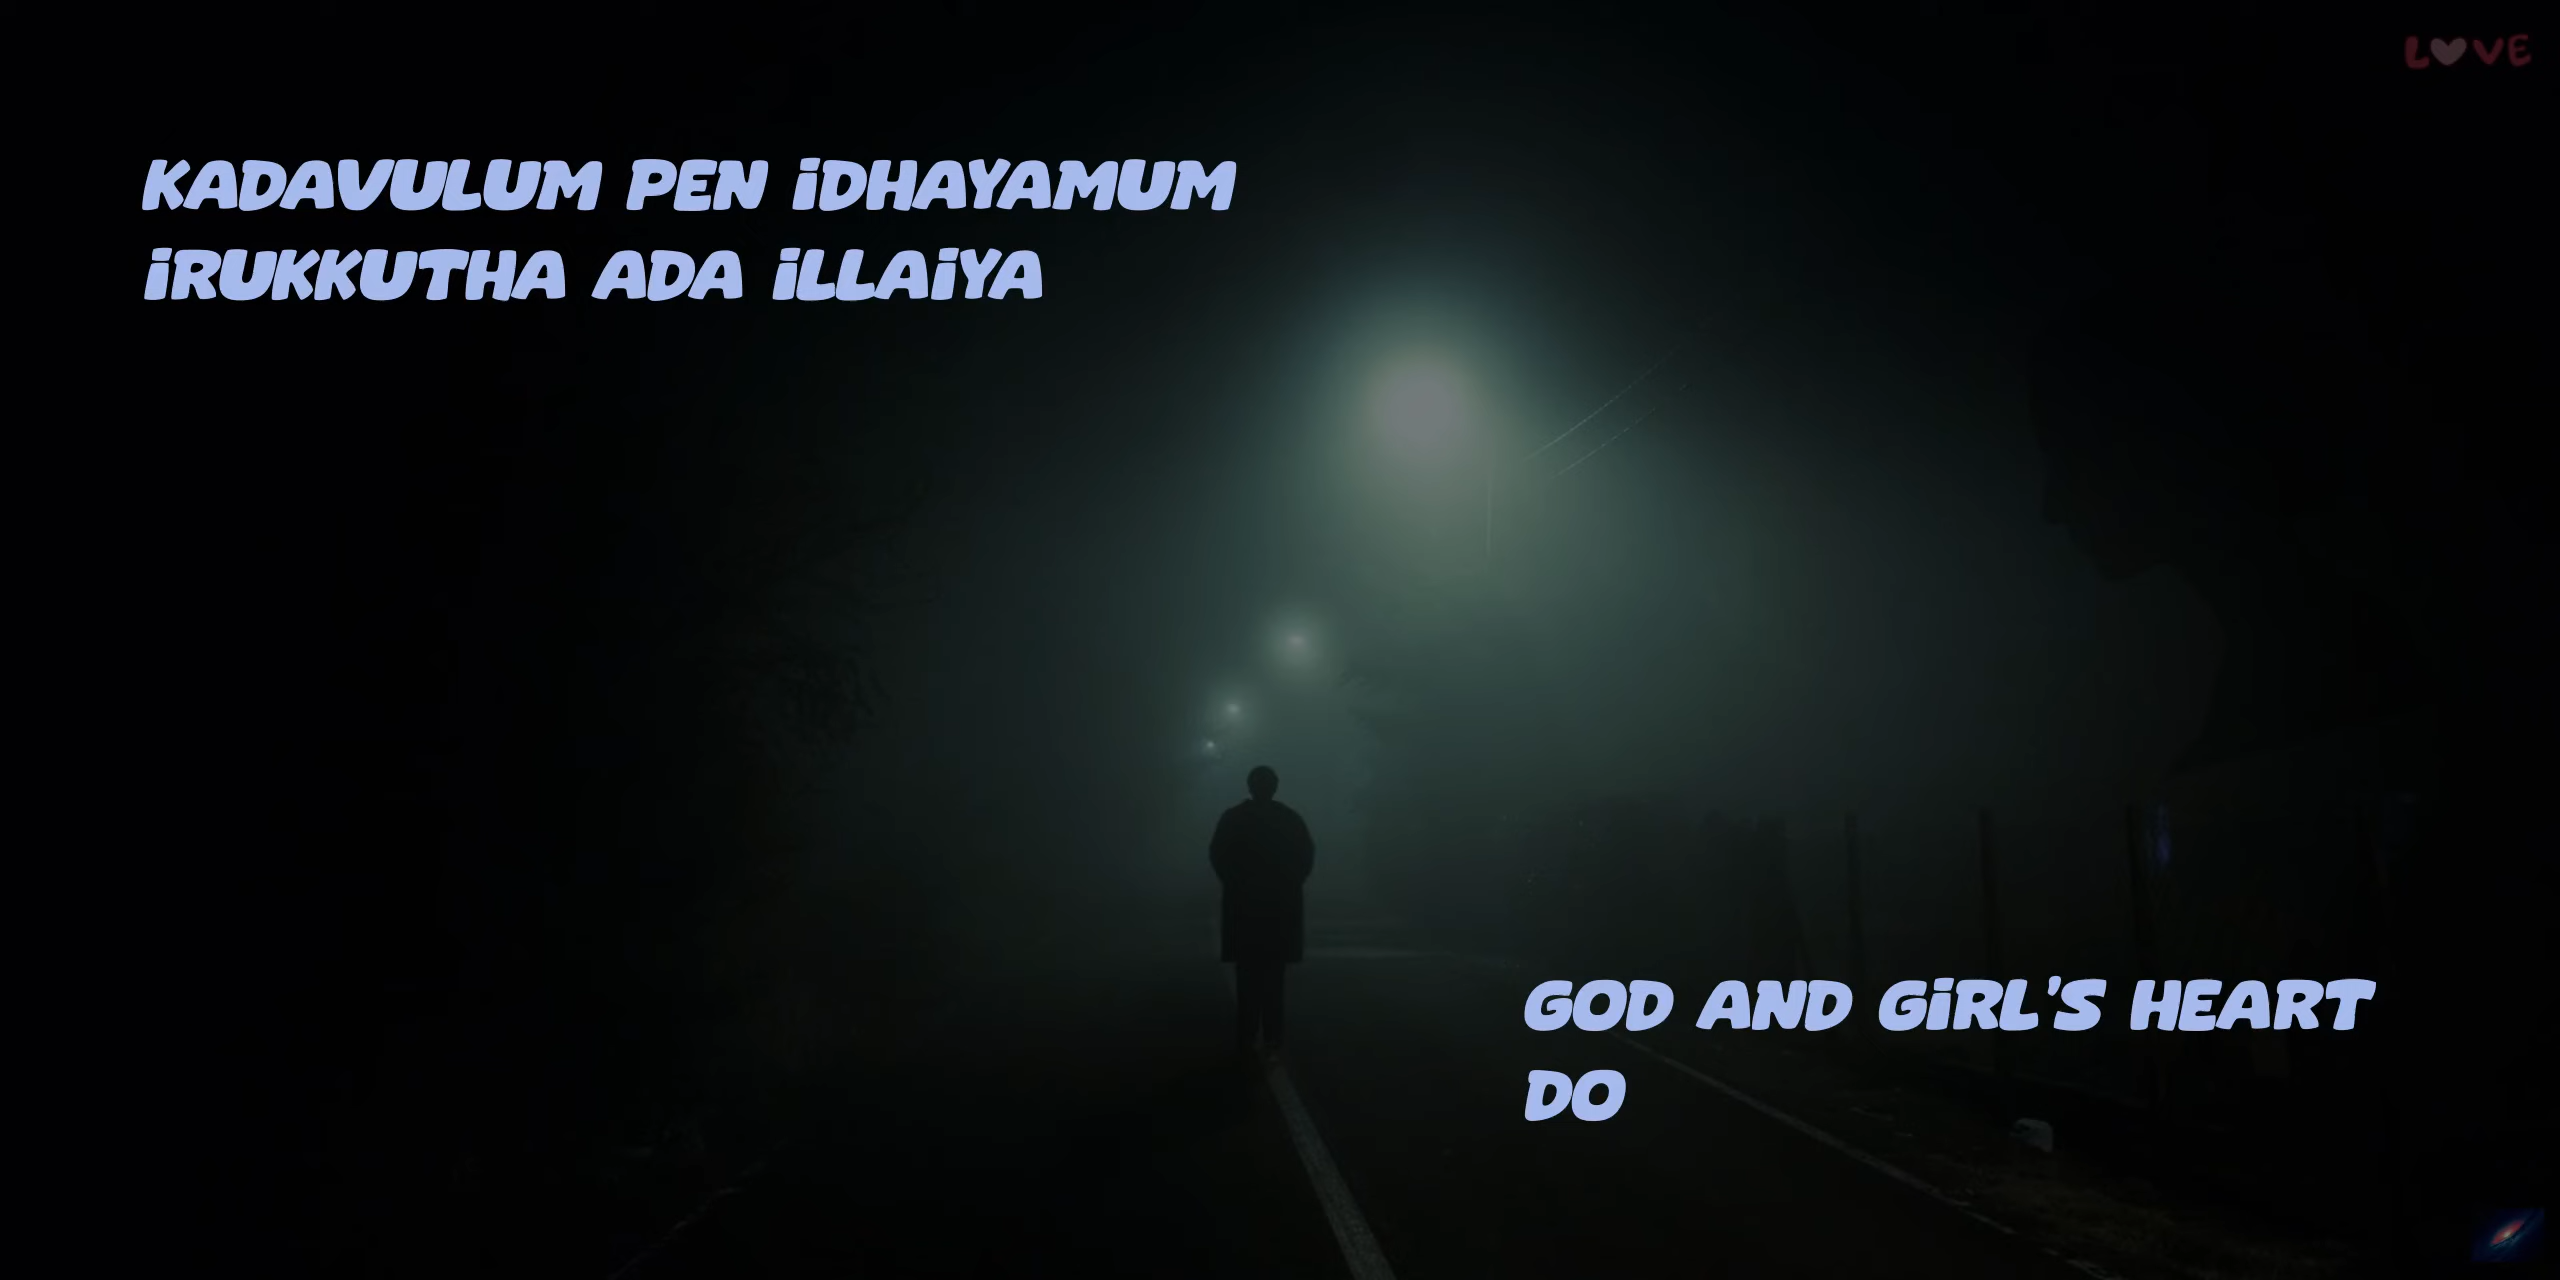 LOVE
KADAVULUM PEN IDHAYAMUM
IRUKKUTHA ADA ILLAIYA
GOD AND GIRL'S HEART
DO